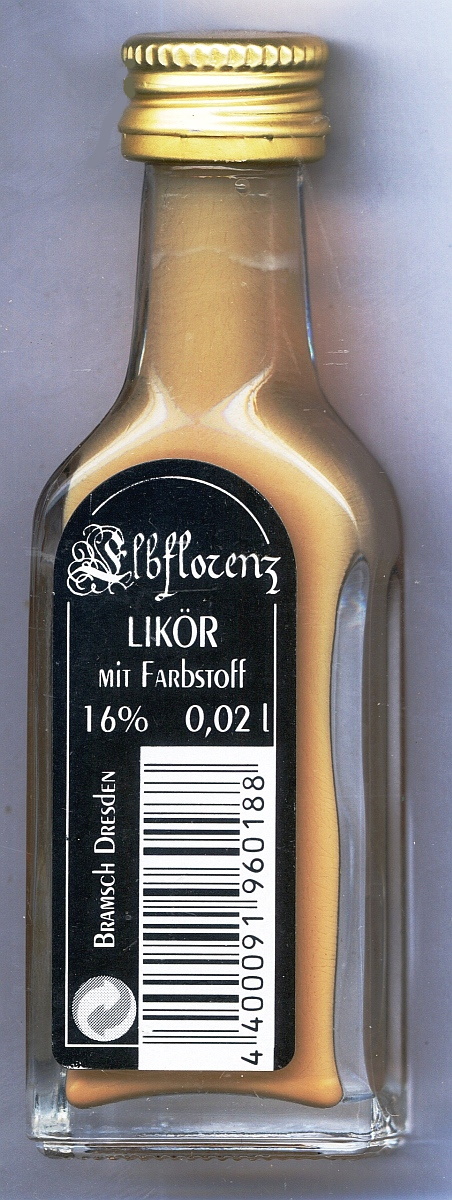 Elbflorenz
LIKÖR
MIT FARBSTOFF
16% 0,02 l
BRAMSCH DRESDEN
4 400091 960188